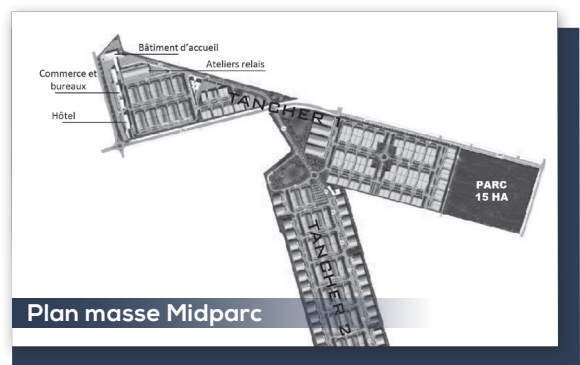 Bâtiment d'accueil
Ateliers relais
Commerce et
bureaux
Hôtel
TANCHER 1
PARC
15 HA
TANCHER 2
Plan masse Midparc